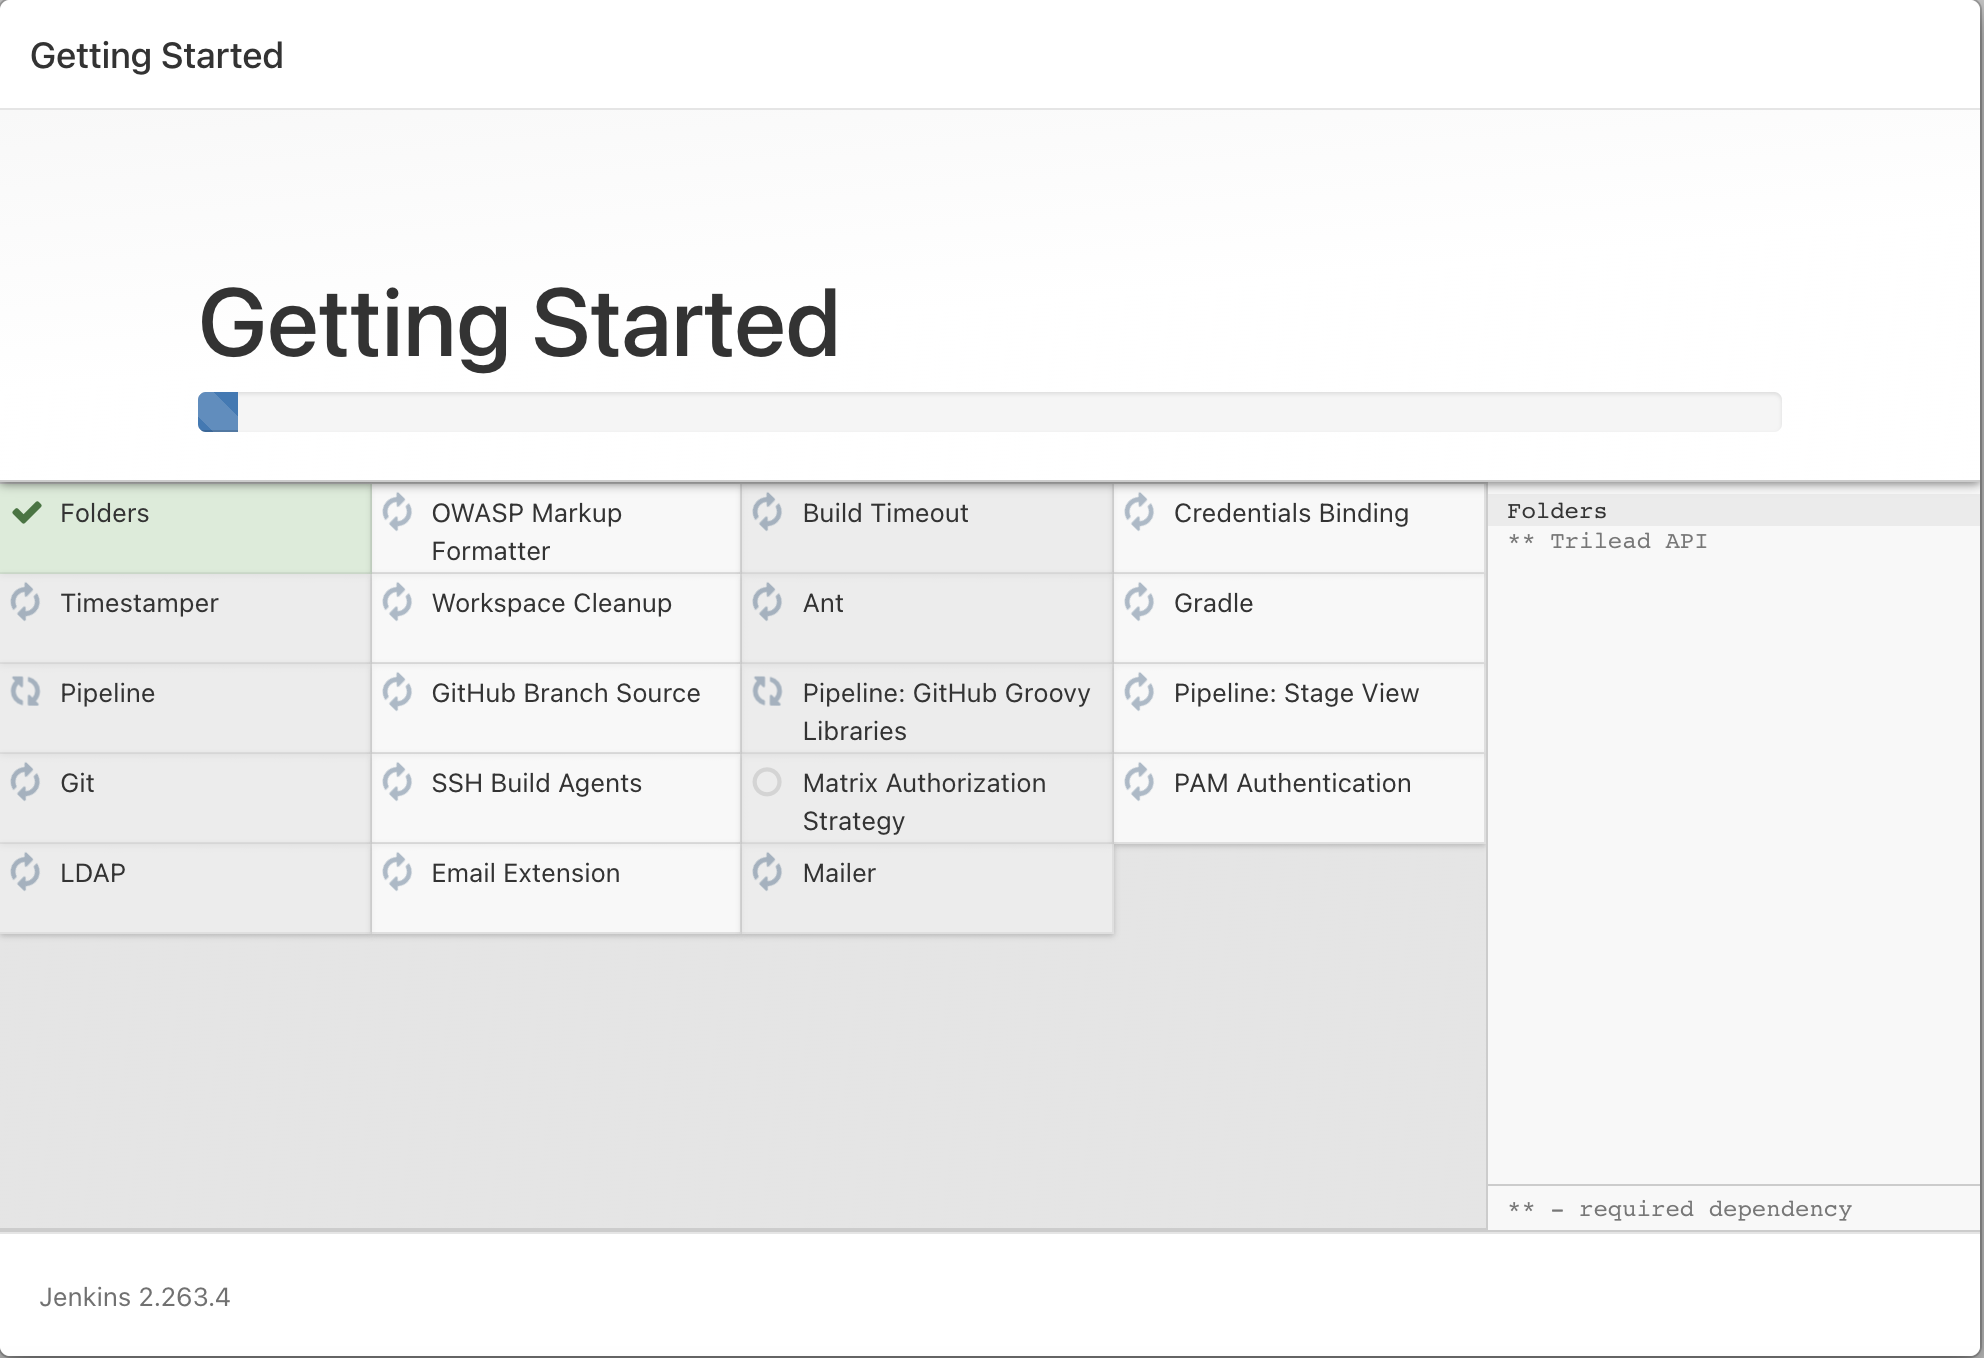 Getting Started
Getting Started
Folders
OWASP Markup
Formatter
Build Timeout
Credentials Binding
Timestamper
Workspace Cleanup
Ant
Gradle
Pipeline
GitHub Branch Source
Pipeline: GitHub Groovy
Libraries
Pipeline: Stage View
Git
SSH Build Agents
Matrix Authorization
Strategy
PAM Authentication
LDAP
Email Extension
Mailer
Folders
** Trilead API
** - required dependency
Jenkins 2.263.4